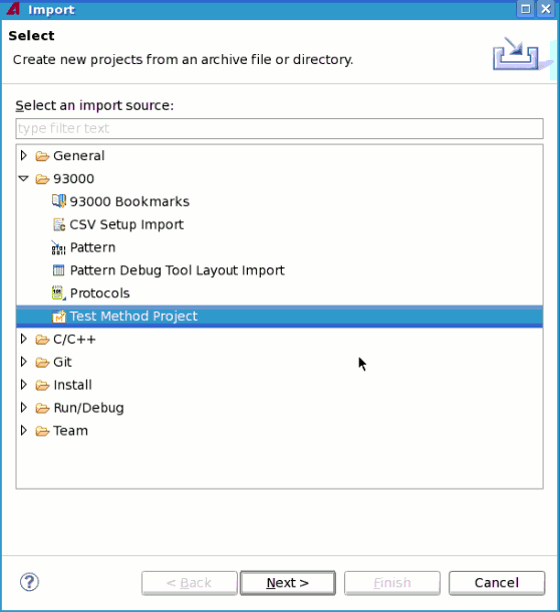 Import
Select
Create new projects from an archive file or directory.
Select an import source:
type filter text
General
93000
93000 Bookmarks
CSV Setup Import
Pattern
Pattern Debug Tool Layout Import
Protocols
Test Method Project
C/C++
Git
Install
Run/Debug
Team
? < Back Next > Finish Cancel